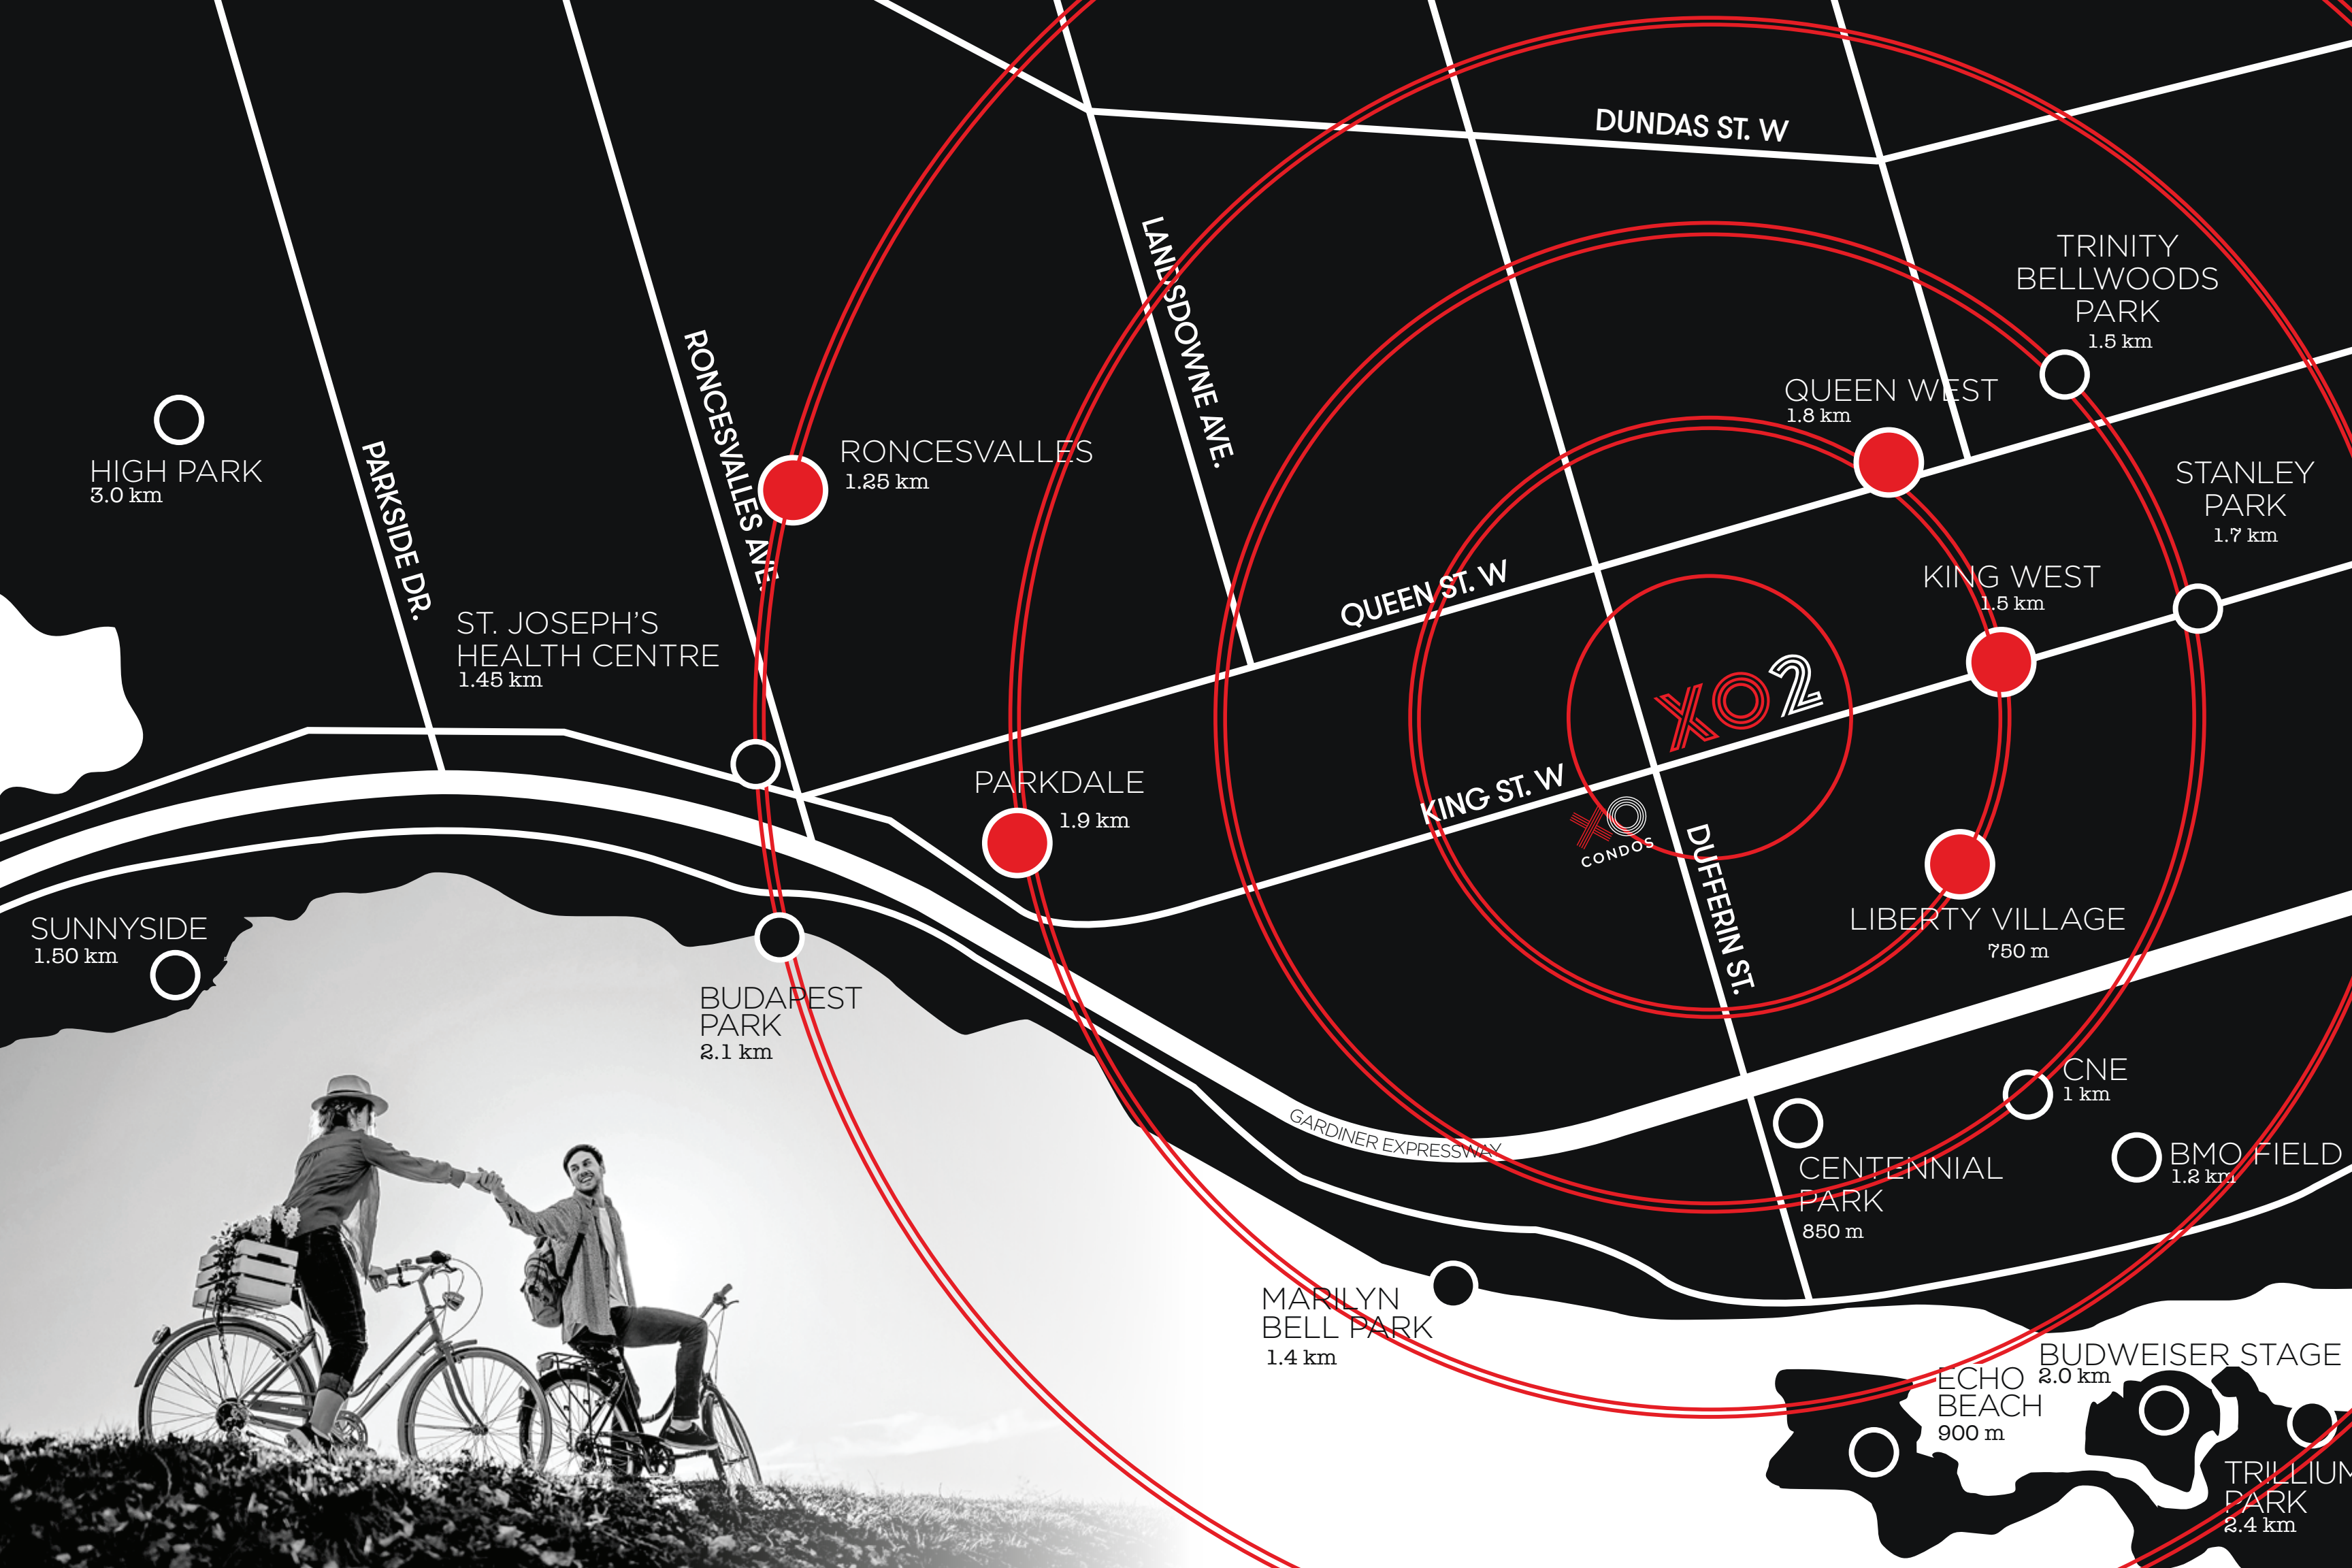 DUNDAS ST. W
LANDSDOWNE AVE.
TRINITY
BELLWOODS
PARK
1.5 km
RONCESVALLES AVE.
QUEEN WEST
1.8 km
HIGH PARK
3.0 km
PARKSIDE DR.
RONCESVALLES
1.25 km
STANLEY
PARK
1.7 km
QUEEN ST. W
KING WEST
1.5 km
ST. JOSEPH'S
HEALTH CENTRE
1.45 km
XO2
PARKDALE
1.9 km
KING ST. W
XO
CONDOS
DUFFERIN ST.
LIBERTY VILLAGE
750 m
SUNNYSIDE
1.50 km
BUDAPEST
PARK
2.1 km
CNE
1 km
GARDINER EXPRESSWAY
CENTENNIAL
PARK
850 m
BMO FIELD
1.2 km
MARILYN
BELL PARK
1.4 km
BUDWEISER STAGE
2.0 km
ECHO
BEACH
900 m
TRILLIUM
PARK
2.4 km